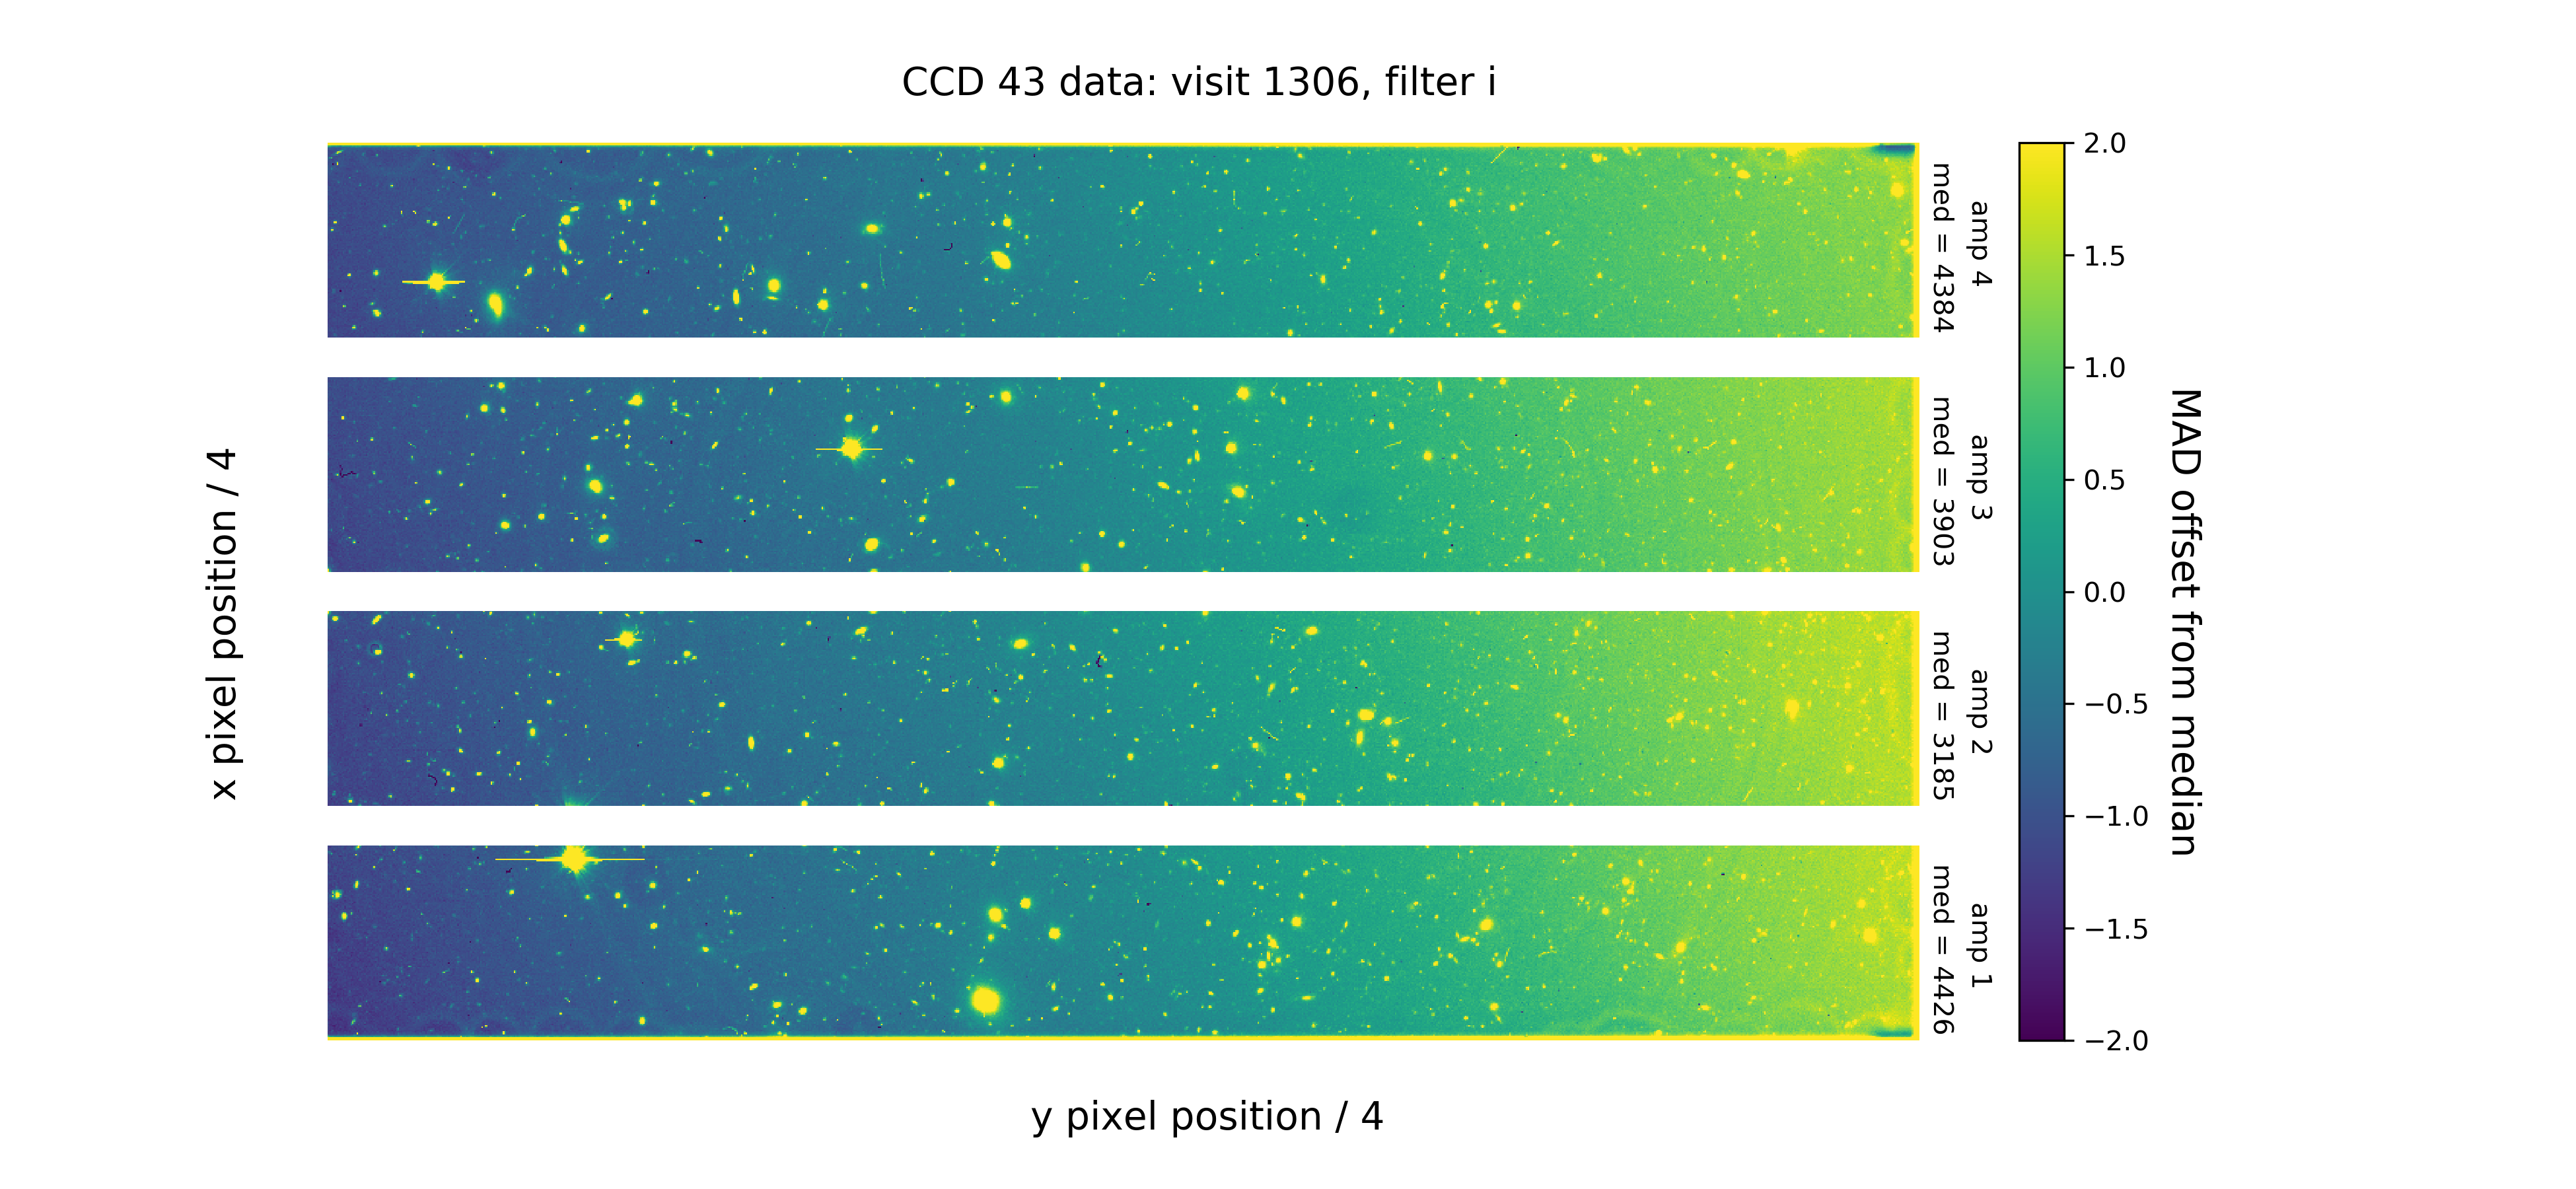 CCD 43 data: visit 1306, filter i
x pixel position / 4
y pixel position / 4
amp 4
med = 4384
amp 3
med = 3903
amp 2
med = 3185
amp 1
med = 4426
2.0
1.5
1.0
0.5
0.0
−0.5
−1.0
−1.5
−2.0
MAD offset from median